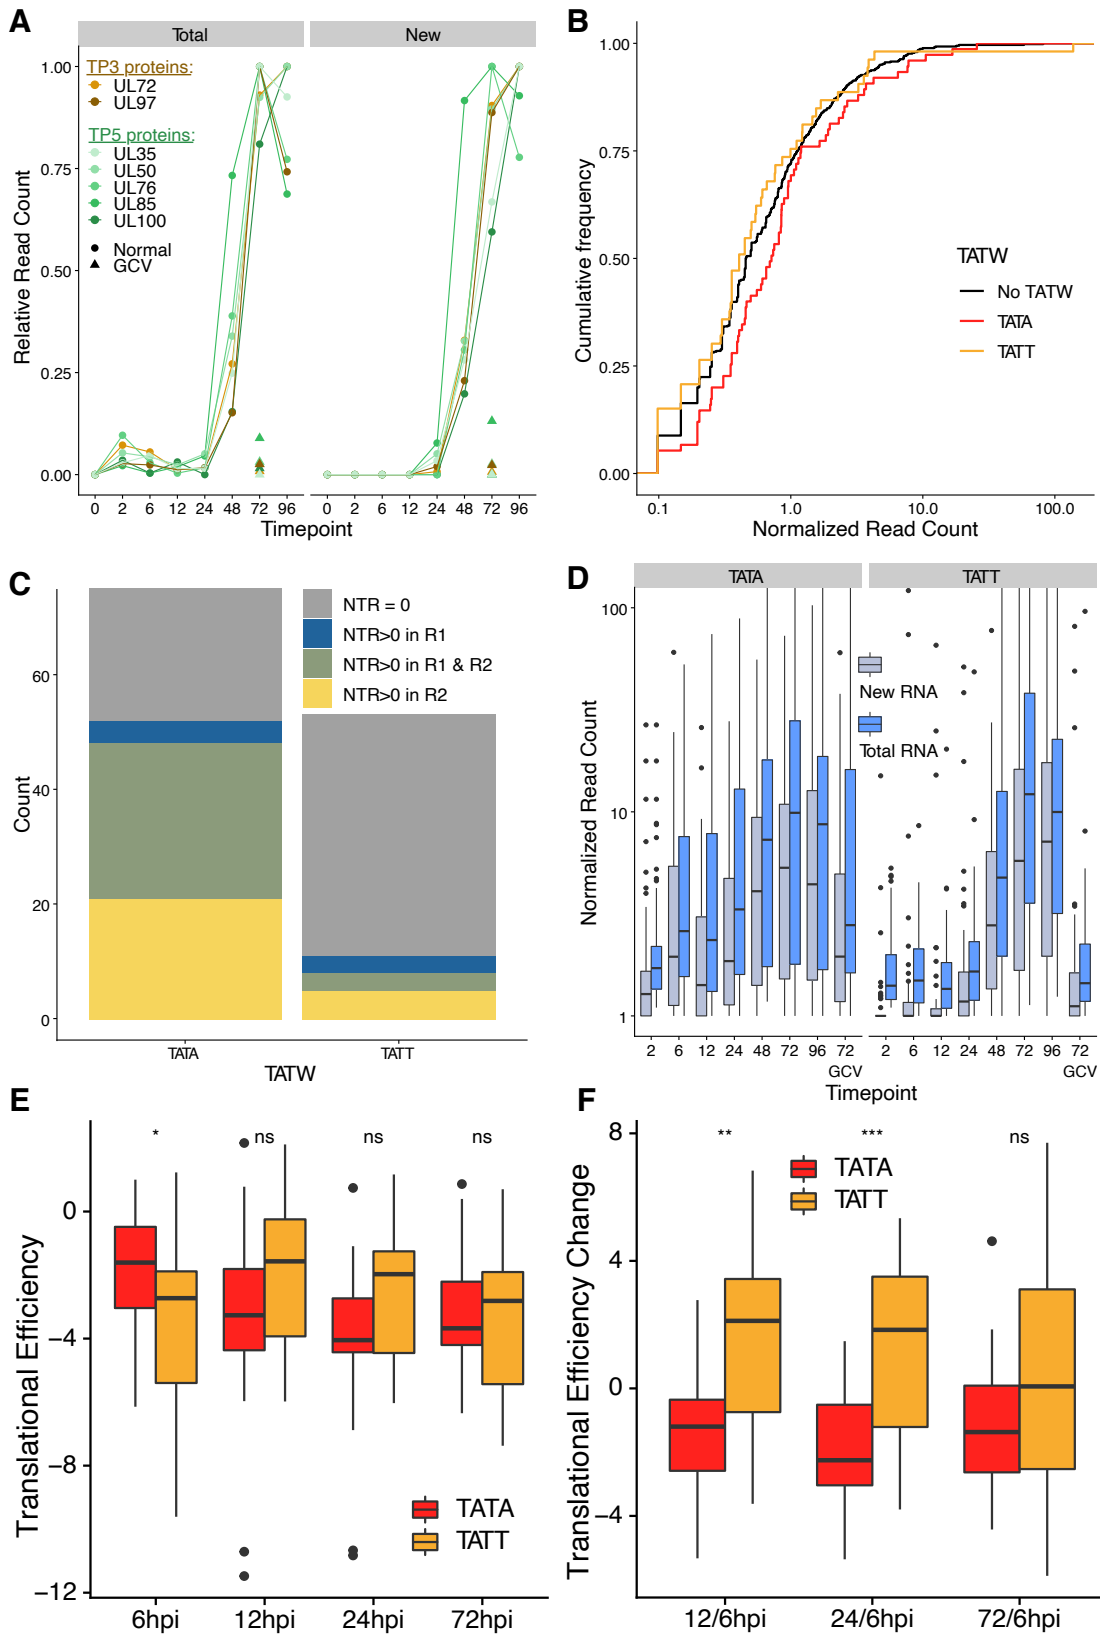 A
Total
New
TP3 proteins:
UL72
UL97
TP5 proteins:
UL35
UL50
UL76
UL85
UL100
Normal
GCV
Relative Read Count
1.00
0.75
0.50
0.25
0.00
0 2 6 12 24 48 72 96
0 2 6 12 24 48 72 96
Timepoint
B
Cumulative frequency
1.00
0.75
0.50
0.25
0.00
TATW
No TATW
TATA
TATT
0.1 1.0 10.0 100.0
Normalized Read Count
C
NTR = 0
NTR>0 in R1
NTR>0 in R1 & R2
NTR>0 in R2
Count
60
40
20
0
TATA TATT
TATW
D
TATA
TATT
Normalized Read Count
100
10
1
New RNA
Total RNA
2 6 12 24 48 72 96 72
GCV
2 6 12 24 48 72 96 72
GCV
Timepoint
E
* ns ns ns
Translational Efficiency
0
−4
−8
−12
TATA
TATT
6hpi 12hpi 24hpi 72hpi
F
** *** ns
Translational Efficiency Change
8
4
0
−4
TATA
TATT
12/6hpi 24/6hpi 72/6hpi